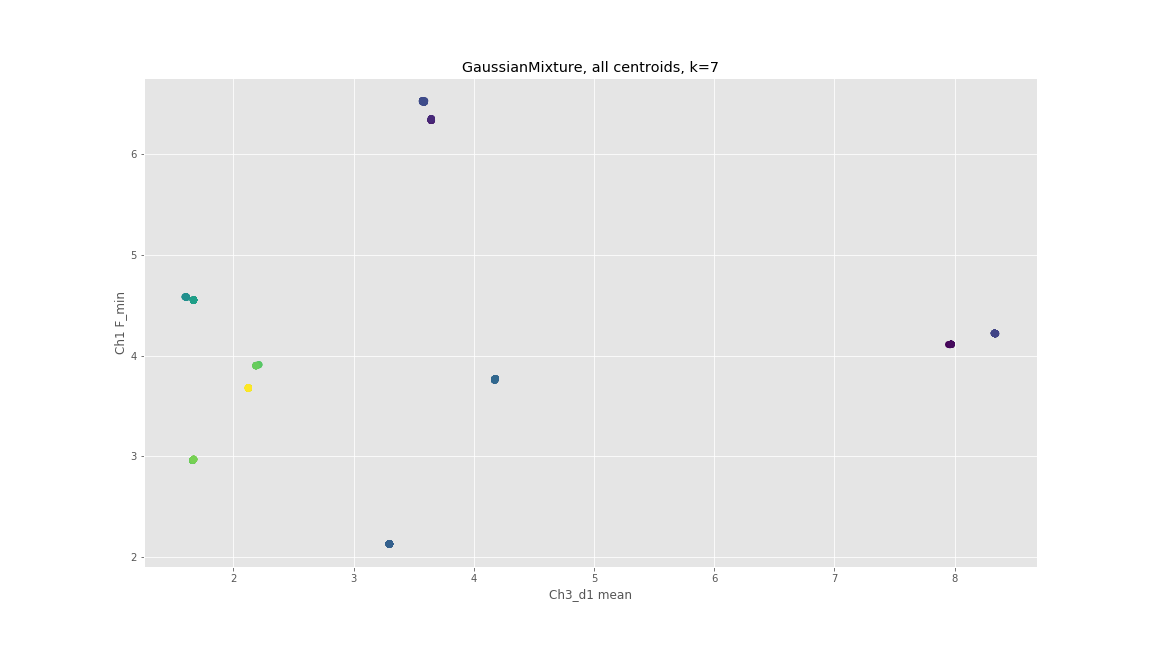 GaussianMixture, all centroids, k=7
6
5
4
3
2
Ch1 F_min
2 3 4 5 6 7 8
Ch3_d1 mean